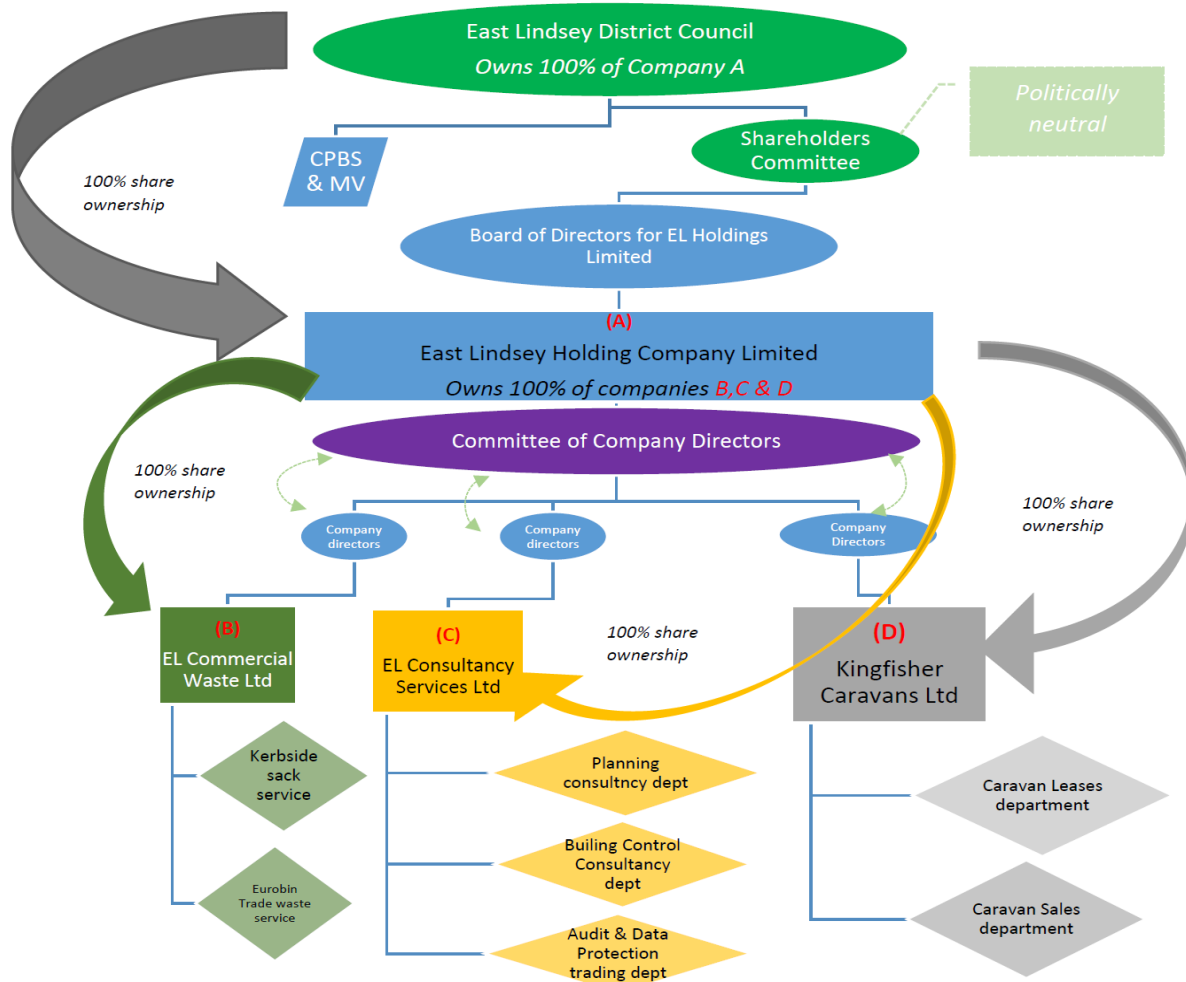 East Lindsey District Council
Owns 100% of Company A
Politically
neutral
CPBS
& MV
Shareholders
Committee
100% share
ownership
Board of Directors for EL Holdings
Limited
(A)
East Lindsey Holding Company Limited
Owns 100% of companies B,C & D
Committee of Company Directors
100% share
ownership
100% share
ownership
Company
directors
Company
directors
Company
Directors
(B)
EL Commercial
Waste Ltd
(C)
EL Consultancy
Services Ltd
100% share
ownership
(D)
Kingfisher
Caravans Ltd
Kerbside
sack
service
Planning
consultncy dept
Caravan Leases
department
Builing Control
Consultancy
dept
Eurobin
Trade waste
service
Caravan Sales
department
Audit & Data
Protection
trading dept